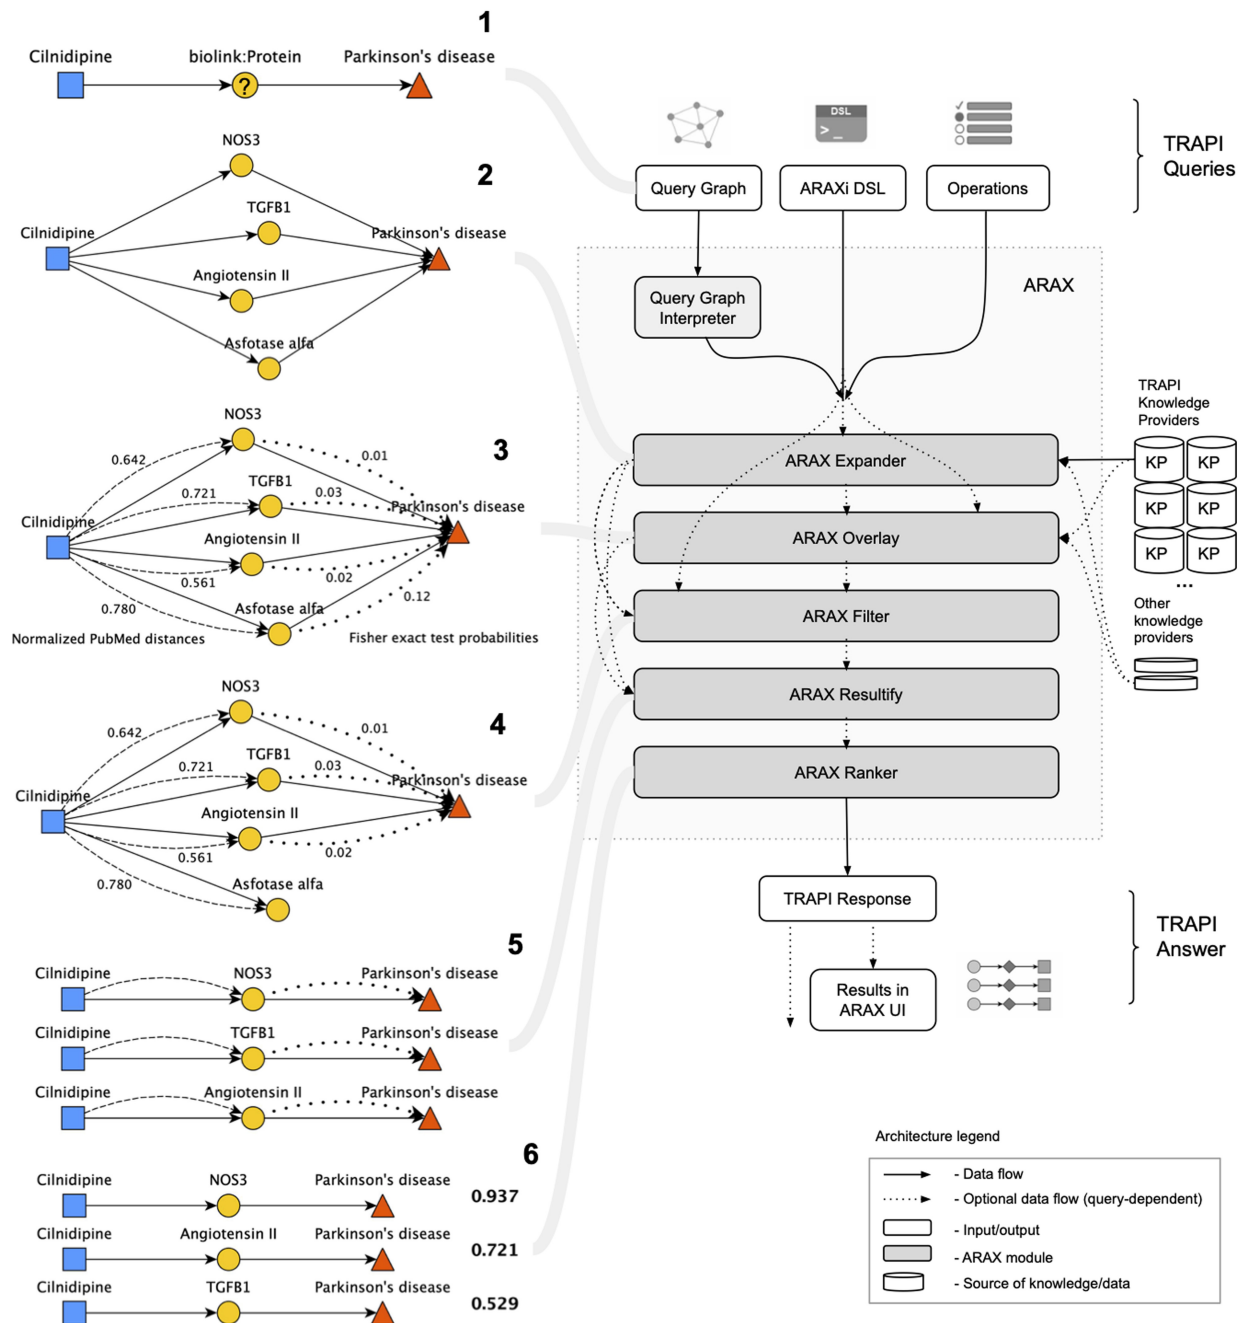 1
Cilnidipine
biolink:Protein
Parkinson's disease
?
2
NOS3
TGFB1
Cilnidipine
Parkinson's disease
Angiotensin II
Asfotase alfa
3
NOS3
0.642
0.01
TGFB1
0.721
0.03
Parkinson's disease
Cilnidipine
Angiotensin II
0.561
0.02
0.12
Asfotase alfa
0.780
Normalized PubMed distances
Fisher exact test probabilities
4
NOS3
0.642
0.01
TGFB1
0.721
0.03
Parkinson's disease
Cilnidipine
Angiotensin II
0.561
0.02
Asfotase alfa
0.780
5
Cilnidipine
NOS3
Parkinson's disease
Cilnidipine
TGFB1
Parkinson's disease
Cilnidipine
Angiotensin II
Parkinson's disease
6
Cilnidipine
NOS3
Parkinson's disease
0.937
Cilnidipine
Angiotensin II
Parkinson's disease
0.721
Cilnidipine
TGFB1
Parkinson's disease
0.529
DSL
>_
Query Graph
ARAXi DSL
Operations
TRAPI
Queries
Query Graph
Interpreter
ARAX
ARAX Expander
ARAX Overlay
ARAX Filter
ARAX Resultify
ARAX Ranker
TRAPI
Knowledge
Providers
KP
KP
KP
KP
KP
KP
...
Other
knowledge
providers
TRAPI Response
Results in
ARAX UI
TRAPI
Answer
Architecture legend
- Data flow
- Optional data flow (query-dependent)
- Input/output
- ARAX module
- Source of knowledge/data